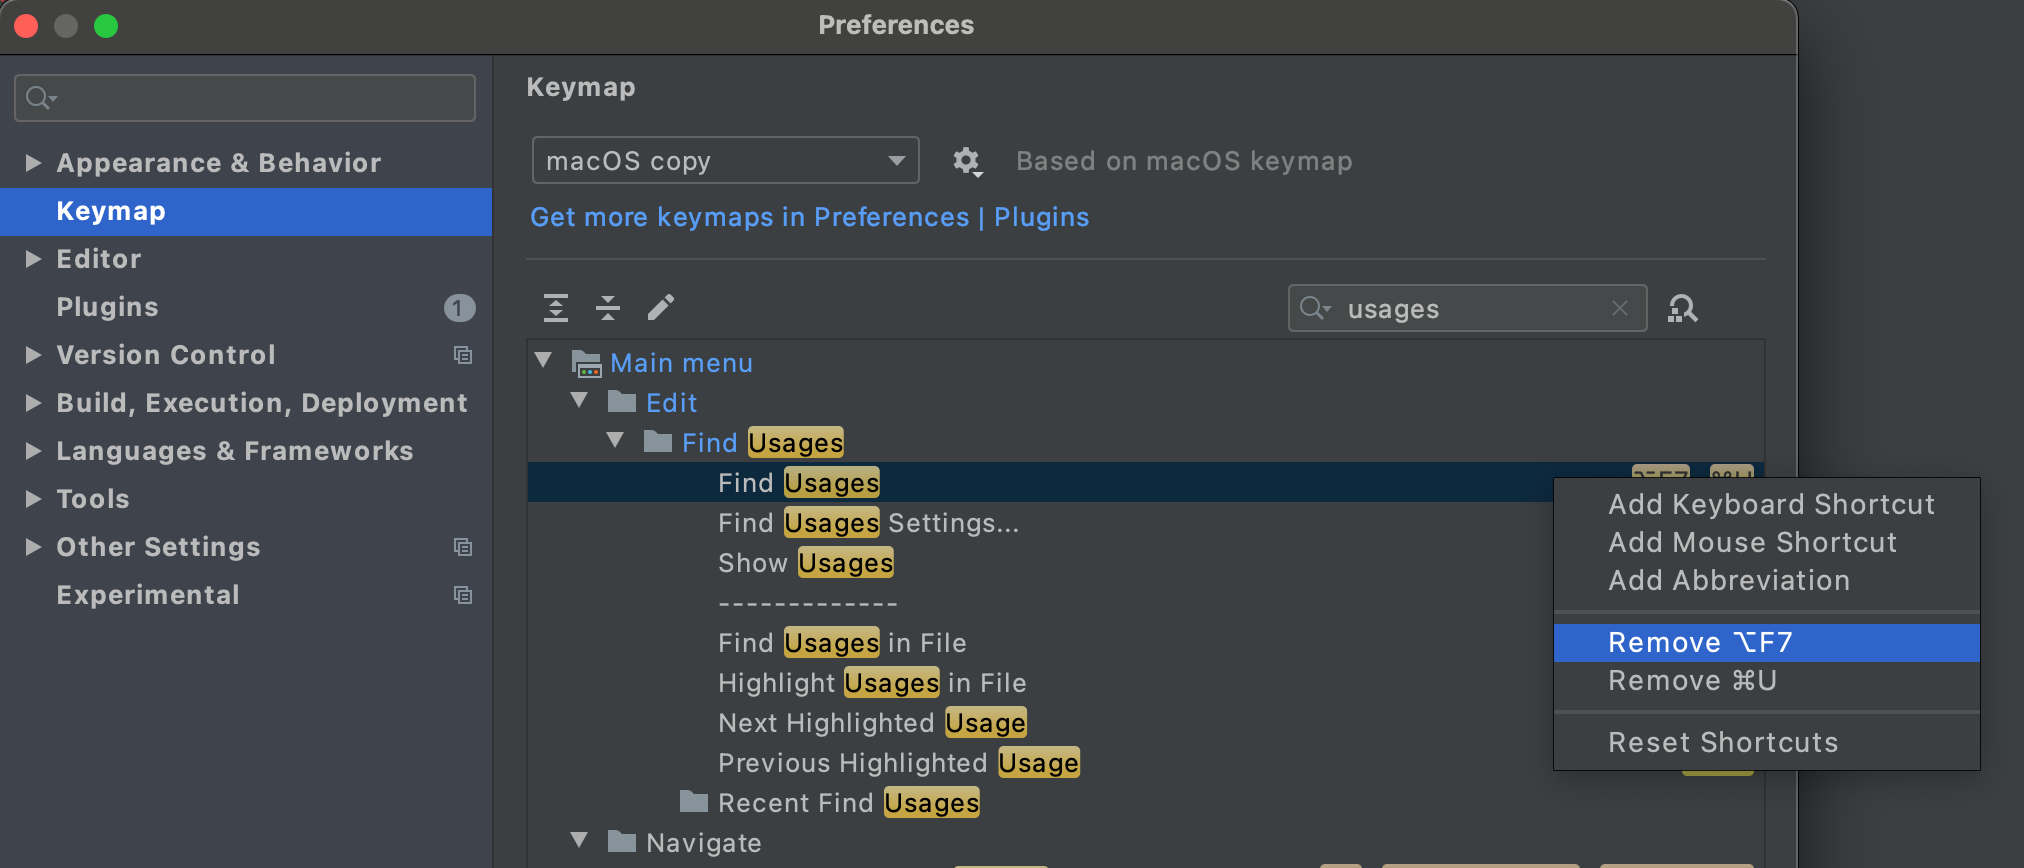 Preferences
Appearance & Behavior
Keymap
Editor
Plugins 1
Version Control
Build, Execution, Deployment
Languages & Frameworks
Tools
Other Settings
Experimental
Keymap
macOS copy Based on macOS keymap
Get more keymaps in Preferences | Plugins
usages
Main menu
Edit
Find Usages
Find Usages ⌥F7 ⌘U
Find Usages Settings...
Show Usages
-------------
Find Usages in File
Highlight Usages in File
Next Highlighted Usage
Previous Highlighted Usage
Recent Find Usages
Navigate
Add Keyboard Shortcut
Add Mouse Shortcut
Add Abbreviation
Remove ⌥F7
Remove ⌘U
Reset Shortcuts